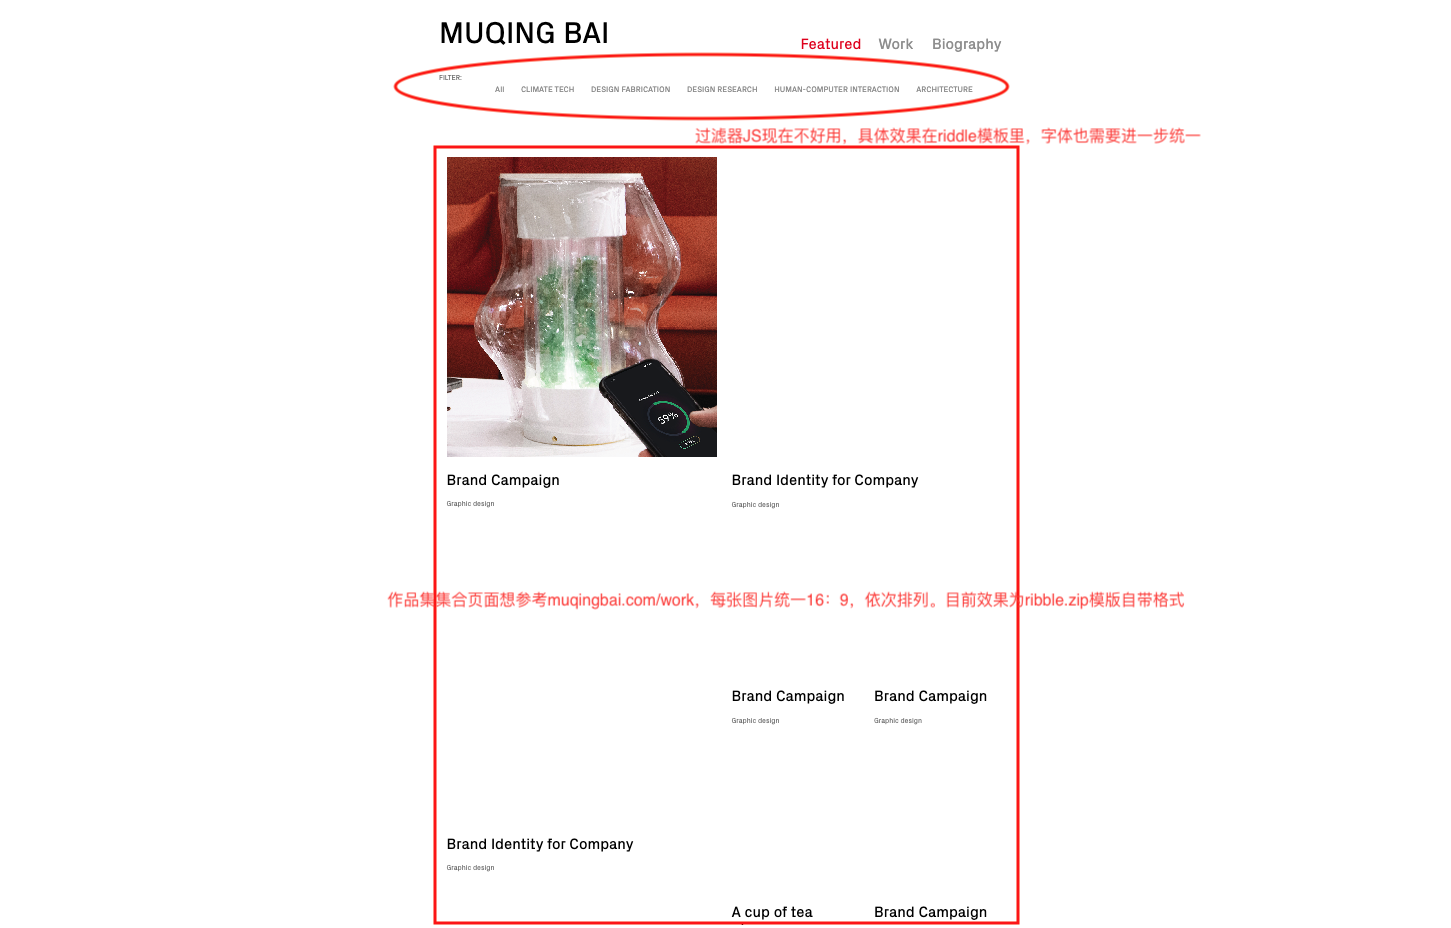 MUQING BAI
Featured Work Biography
FILTER:
All CLIMATE TECH DESIGN FABRICATION DESIGN RESEARCH HUMAN-COMPUTER INTERACTION ARCHITECTURE
过滤器JS现在不好用，具体效果在riddle模板里，字体也需要进一步统一
59%
Brand Campaign Brand Identity for Company
Graphic design Graphic design
作品集集合页面想参考muqingbai.com/work，每张图片统一16：9，依次排列。目前效果为ribble.zip模版自带格式
Brand Campaign Brand Campaign
Graphic design Graphic design
Brand Identity for Company
Graphic design
A cup of tea Brand Campaign